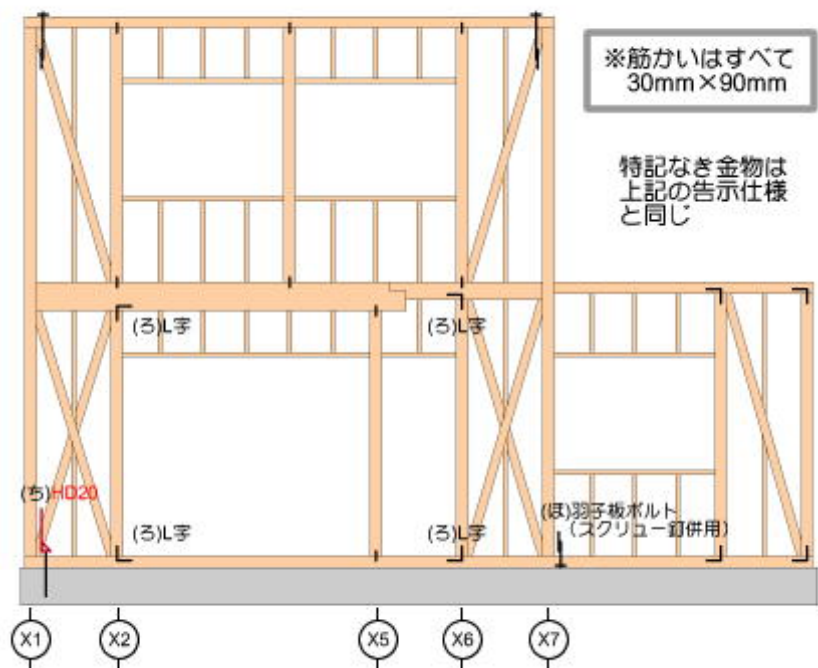 ※筋かいはすべて
30mm×90mm
特記なき金物は
上記の告示仕様
と同じ
(ろ)L字
(ろ)L字
(ち)HD20
(ほ)羽子板ボルト
(スクリュー釘併用)
(ろ)L字
(ろ)L字
X1
X2
X5
X6
X7